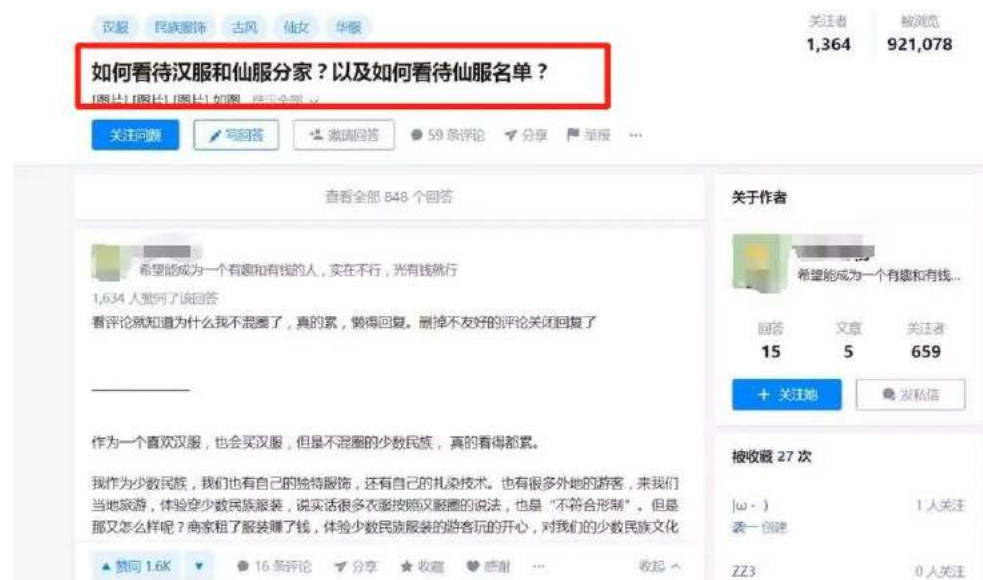 汉服 民族服饰 古风 仙女 华服
关注者 被浏览
1,364 921,078
如何看待汉服和仙服分家？以及如何看待仙服名单？
[图片] [图片] [图片] 如图 显示全部
关注问题 写回答 邀请回答 59 条评论 分享 举报 ...
查看全部 848 个回答
希望能成为一个有趣和有钱的人，实在不行，光有钱就行
1,634 人赞同了该回答
看评论就知道为什么我不混圈了，真的累，懒得回复。删掉不友好的评论关闭回复了
作为一个喜欢汉服，也会买汉服，但是不混圈的少数民族，真的看得都累。
我作为少数民族，我们也有自己的独特服饰，还有自己的扎染技术。也有很多外地的游客，来我们
当地旅游，体验穿少数民族服装，说实话很多衣服按照汉服圈的说法，也是“不符合形制”。但是
那又怎么样呢？商家租了服装赚了钱，体验少数民族服装的游客玩的开心，对我们的少数民族文化
赞同 1.6K 16 条评论 分享 收藏 感谢 ... 收起
关于作者
希望能成为一个有趣和有钱...
回答 文章 关注者
15 5 659
+ 关注她 发私信
被收藏 27 次
|ω・) 1 人关注
袭一 创建
ZZ3 0 人关注